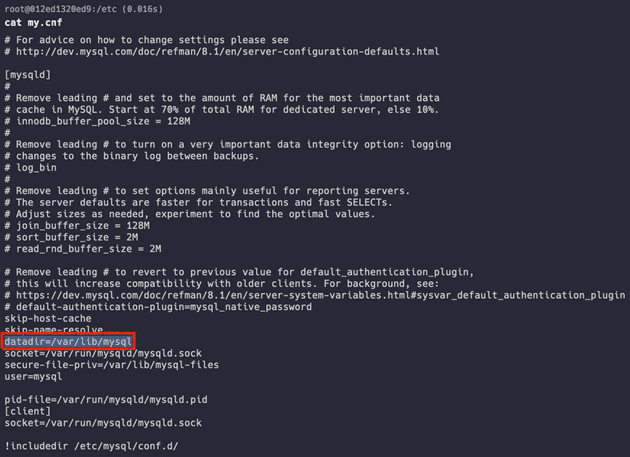 root@012ed1320ed9:/etc (0.016s)
cat my.cnf
# For advice on how to change settings please see
# http://dev.mysql.com/doc/refman/8.1/en/server-configuration-defaults.html
[mysqld]
#
# Remove leading # and set to the amount of RAM for the most important data
# cache in MySQL. Start at 70% of total RAM for dedicated server, else 10%.
# innodb_buffer_pool_size = 128M
#
# Remove leading # to turn on a very important data integrity option: logging
# changes to the binary log between backups.
# log_bin
#
# Remove leading # to set options mainly useful for reporting servers.
# The server defaults are faster for transactions and fast SELECTs.
# Adjust sizes as needed, experiment to find the optimal values.
# join_buffer_size = 128M
# sort_buffer_size = 2M
# read_rnd_buffer_size = 2M
# Remove leading # to revert to previous value for default_authentication_plugin,
# this will increase compatibility with older clients. For background, see:
# https://dev.mysql.com/doc/refman/8.1/en/server-system-variables.html#sysvar_default_authentication_plugin
# default-authentication-plugin=mysql_native_password
skip-host-cache
skip-name-resolve
datadir=/var/lib/mysql
socket=/var/run/mysqld/mysqld.sock
secure-file-priv=/var/lib/mysql-files
user=mysql
pid-file=/var/run/mysqld/mysqld.pid
[client]
socket=/var/run/mysqld/mysqld.sock
!includedir /etc/mysql/conf.d/